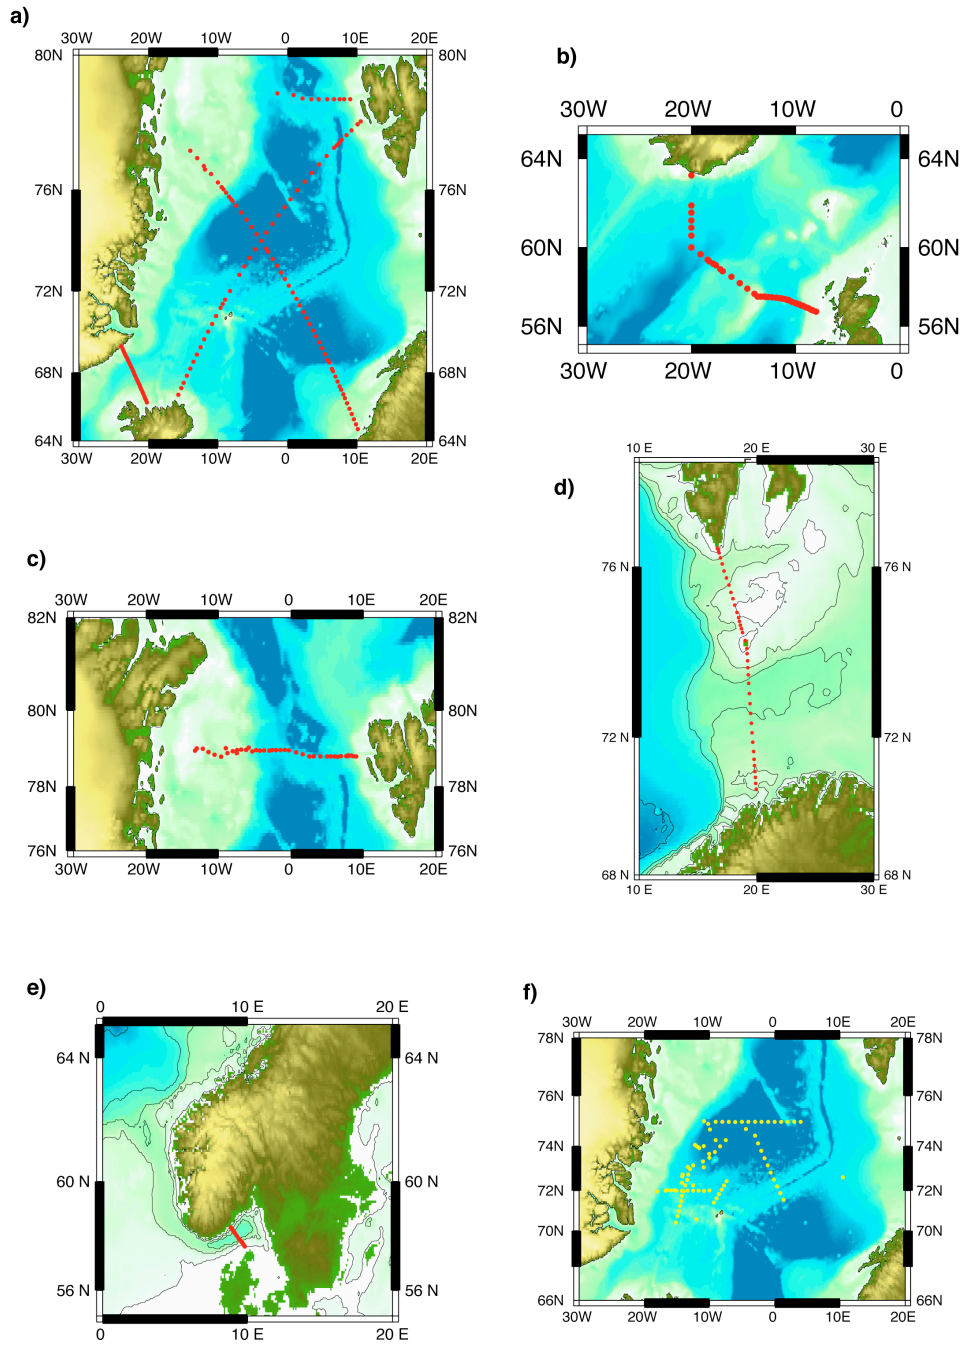 a)
30W 20W 10W 0 10E 20E
80N 80N
76N 76N
72N 72N
68N 68N
64N 64N
30W 20W 10W 0 10E 20E
b)
30W 20W 10W 0
64N 64N
60N 60N
56N 56N
30W 20W 10W 0
c)
30W 20W 10W 0 10E 20E
82N 82N
80N 80N
78N 78N
76N 76N
30W 20W 10W 0 10E 20E
d)
10 E 20 E 30 E
76 N 76 N
72 N 72 N
68 N 68 N
10 E 20 E 30 E
e)
0 10 E 20 E
64 N 64 N
60 N 60 N
56 N 56 N
0 10 E 20 E
f)
30W 20W 10W 0 10E 20E
78N 78N
76N 76N
74N 74N
72N 72N
70N 70N
66N 66N
30W 20W 10W 0 10E 20E